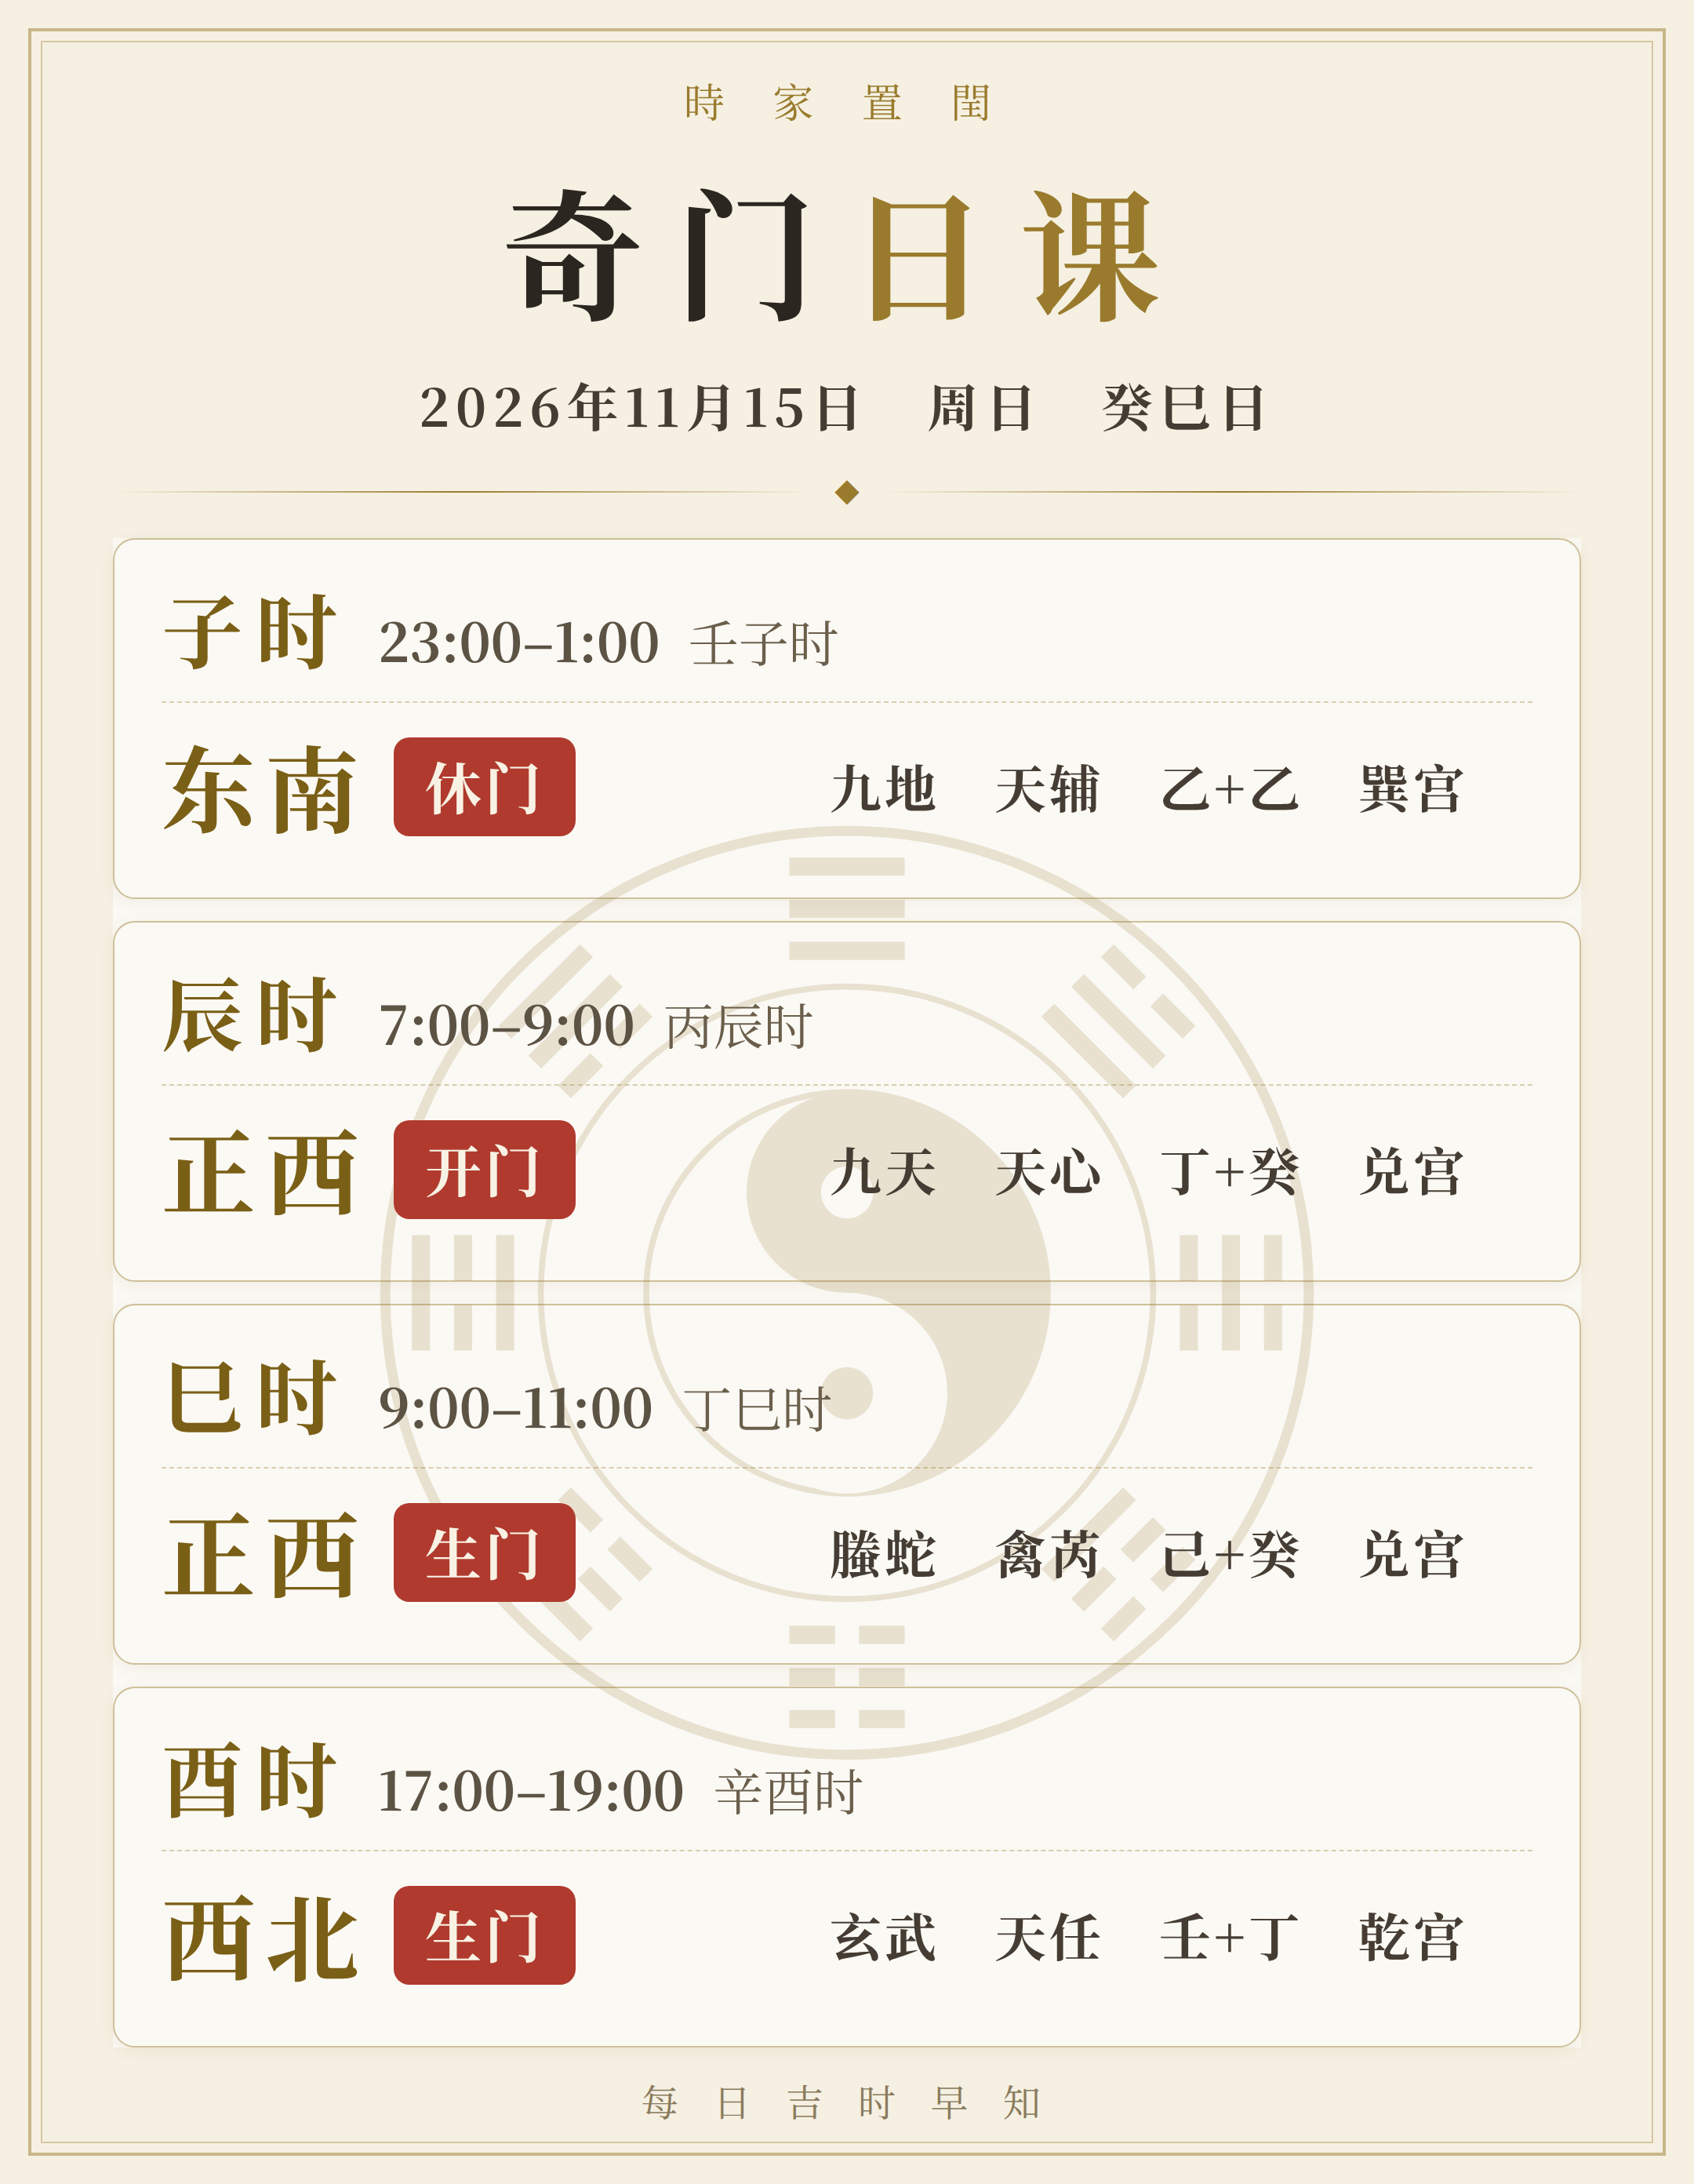 時家置閏
奇门日课
2026年11月15日 周日 癸巳日
子时 23:00–1:00 壬子时
东南 休门 九地 天辅 乙+乙 巽宫
辰时 7:00–9:00 丙辰时
正西 开门 九天 天心 丁+癸 兑宫
巳时 9:00–11:00 丁巳时
正西 生门 螣蛇 禽芮 己+癸 兑宫
酉时 17:00–19:00 辛酉时
西北 生门 玄武 天任 壬+丁 乾宫
每日吉时早知